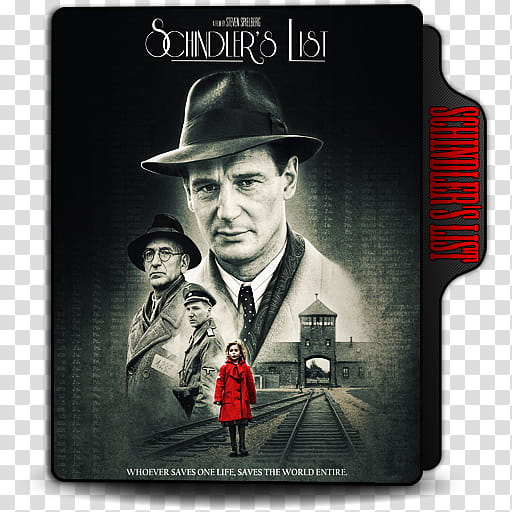 A FILM BY STEVEN SPIELBERG
SCHINDLER'S LIST
SCHINDLER'S LIST
WHOEVER SAVES ONE LIFE, SAVES THE WORLD ENTIRE.